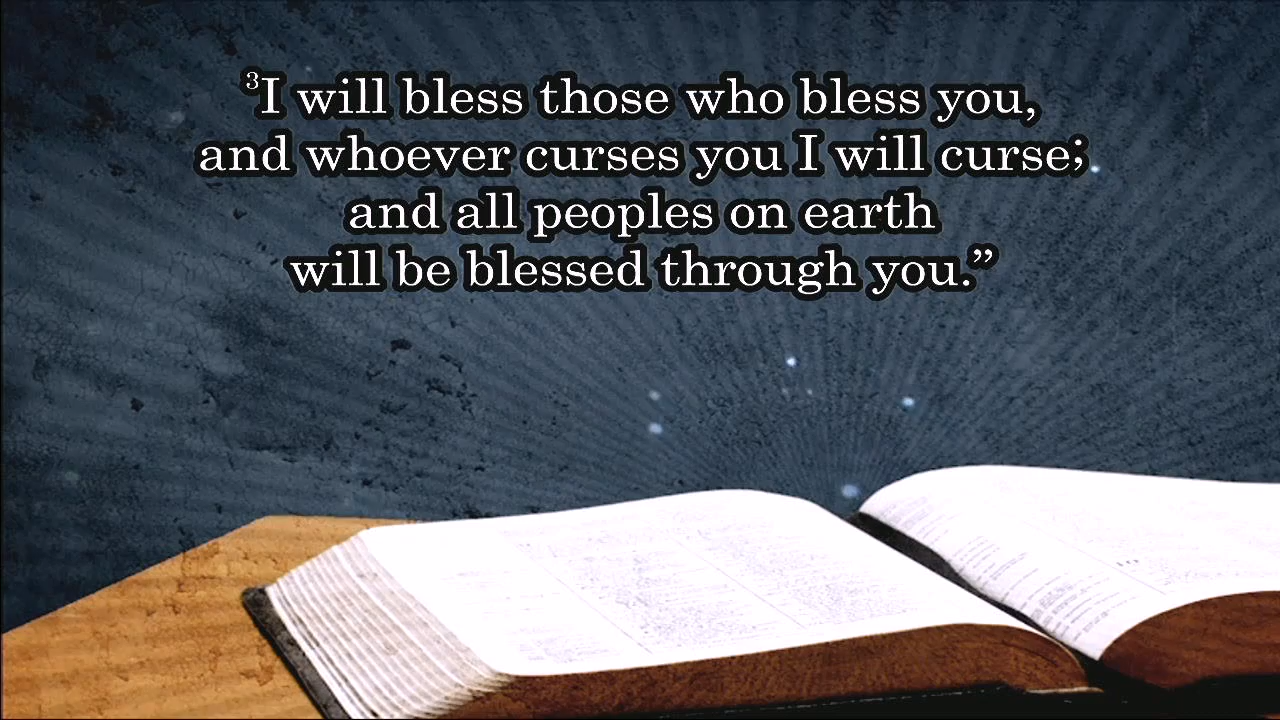 ³I will bless those who bless you,
and whoever curses you I will curse;
and all peoples on earth
will be blessed through you.”